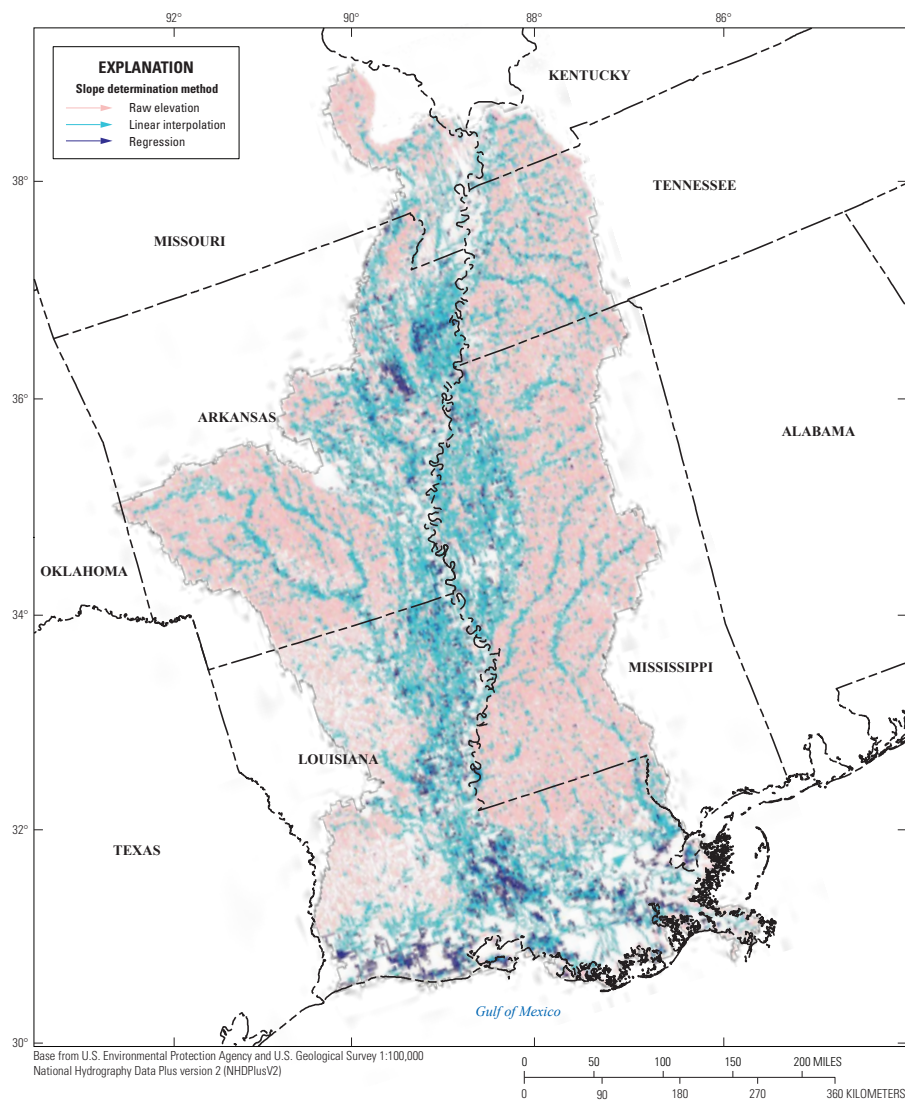 92°
90°
88°
86°
EXPLANATION
Slope determination method
Raw elevation
Linear interpolation
Regression
KENTUCKY
38°
TENNESSEE
MISSOURI
36°
ARKANSAS
ALABAMA
OKLAHOMA
34°
MISSISSIPPI
LOUISIANA
32°
TEXAS
Gulf of Mexico
30°
Base from U.S. Environmental Protection Agency and U.S. Geological Survey 1:100,000
National Hydrography Data Plus version 2 (NHDPlusV2)
0 50 100 150 200 MILES
0 90 180 270 360 KILOMETERS